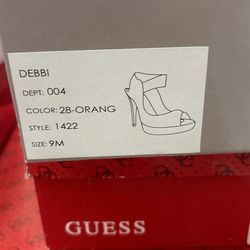 DEBBI
DEPT: 004
COLOR: 28-ORANG
STYLE: 1422
SIZE: 9M
GUESS